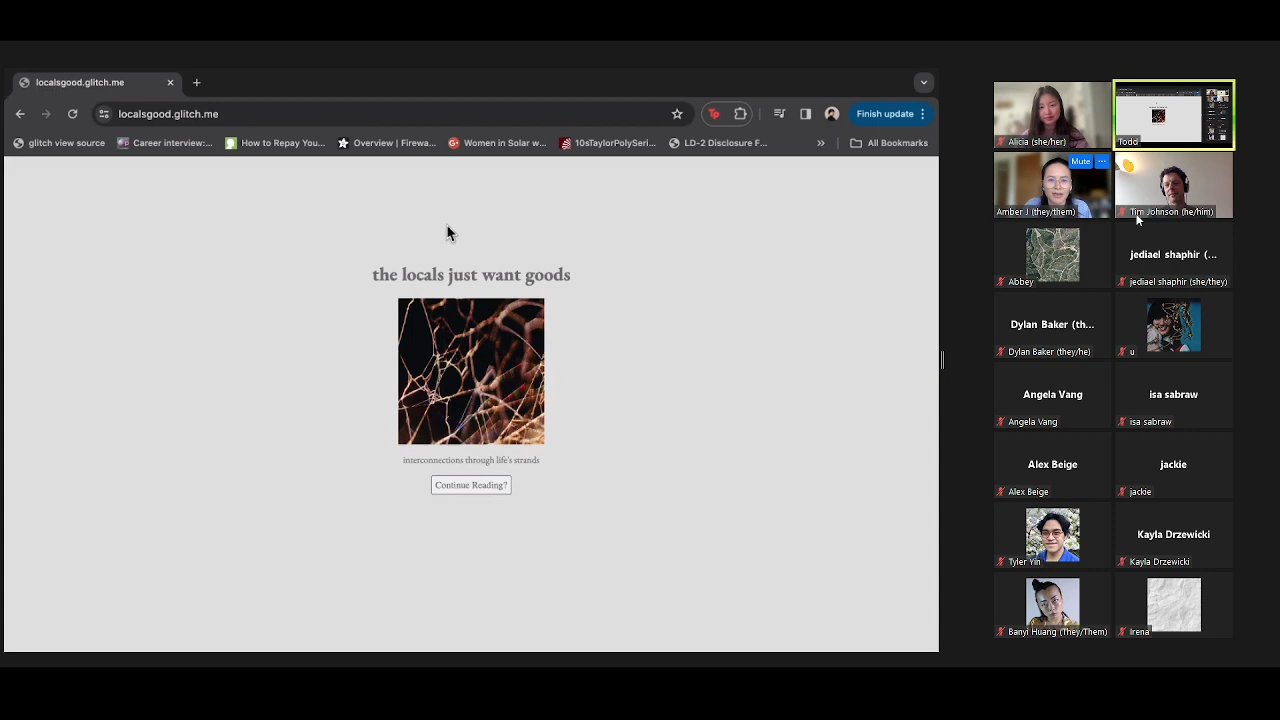 localsgood.glitch.me
localsgood.glitch.me
Finish update
glitch view source
Career interview:...
How to Repay You...
Overview | Firewa...
Women in Solar w...
10sTaylorPolySeri...
LD-2 Disclosure F...
»
All Bookmarks
the locals just want goods
interconnections through life's strands
Continue Reading?
Alicia (she/her)
Todd
Mute
Amber J (they/them)
Tim Johnson (he/him)
Abbey
jediael shaphir (...
jediael shaphir (she/they)
Dylan Baker (th...
Dylan Baker (they/he)
u
Angela Vang
Angela Vang
isa sabraw
isa sabraw
Alex Beige
Alex Beige
jackie
jackie
Tyler Yin
Kayla Drzewicki
Kayla Drzewicki
Banyi Huang (They/Them)
Irena